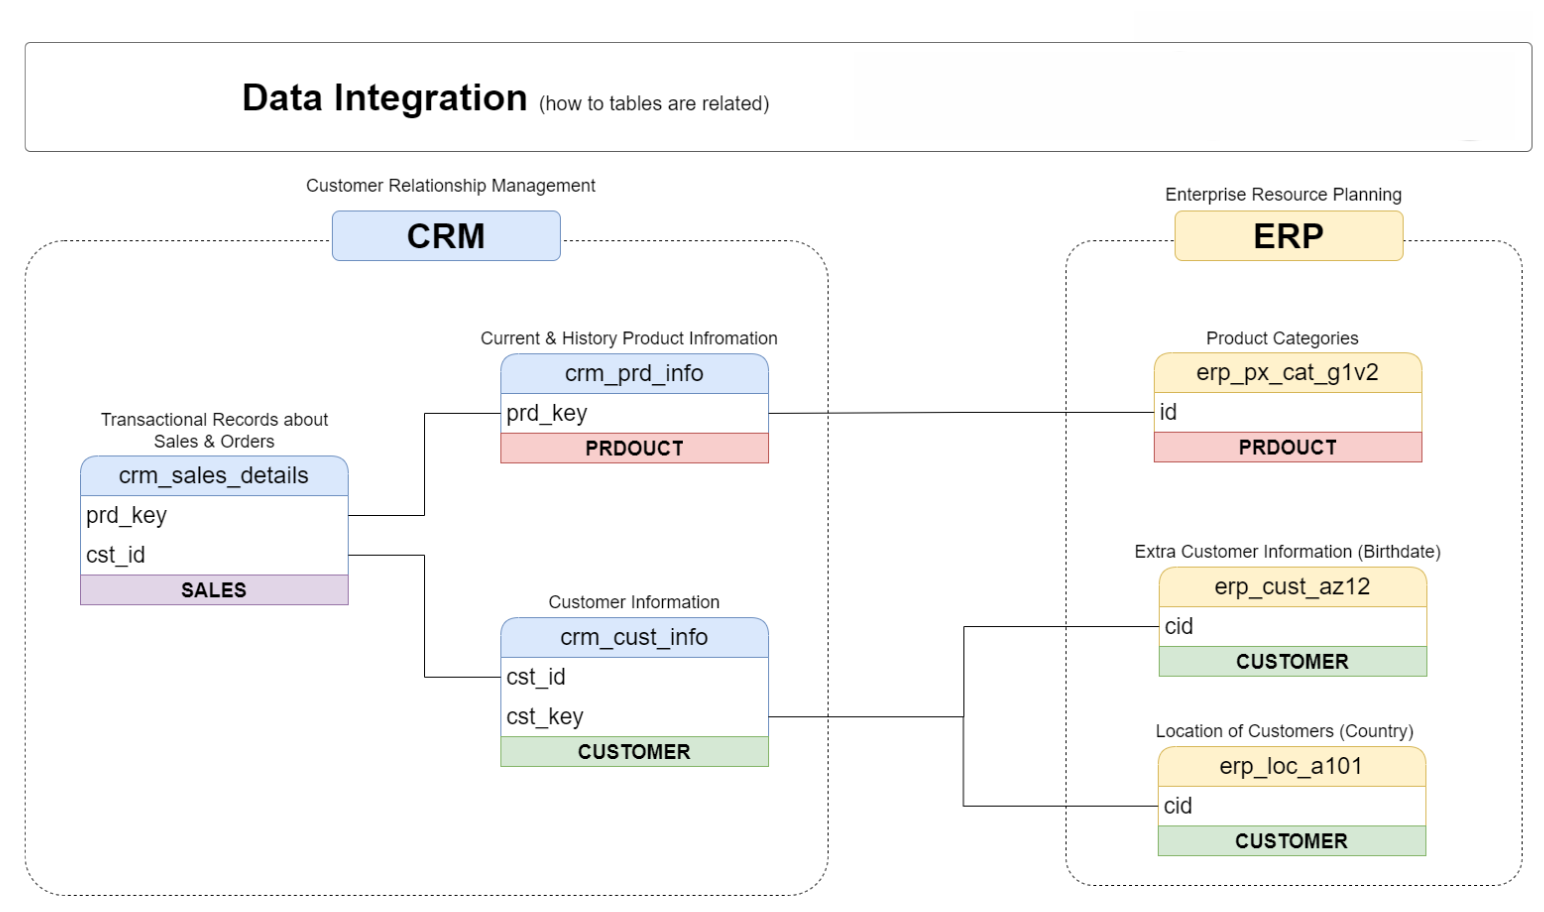 Data Integration (how to tables are related)
Customer Relationship Management
CRM
Enterprise Resource Planning
ERP
Transactional Records about
Sales & Orders
crm_sales_details
prd_key
cst_id
SALES
Current & History Product Infromation
crm_prd_info
prd_key
PRDOUCT
Customer Information
crm_cust_info
cst_id
cst_key
CUSTOMER
Product Categories
erp_px_cat_g1v2
id
PRDOUCT
Extra Customer Information (Birthdate)
erp_cust_az12
cid
CUSTOMER
Location of Customers (Country)
erp_loc_a101
cid
CUSTOMER